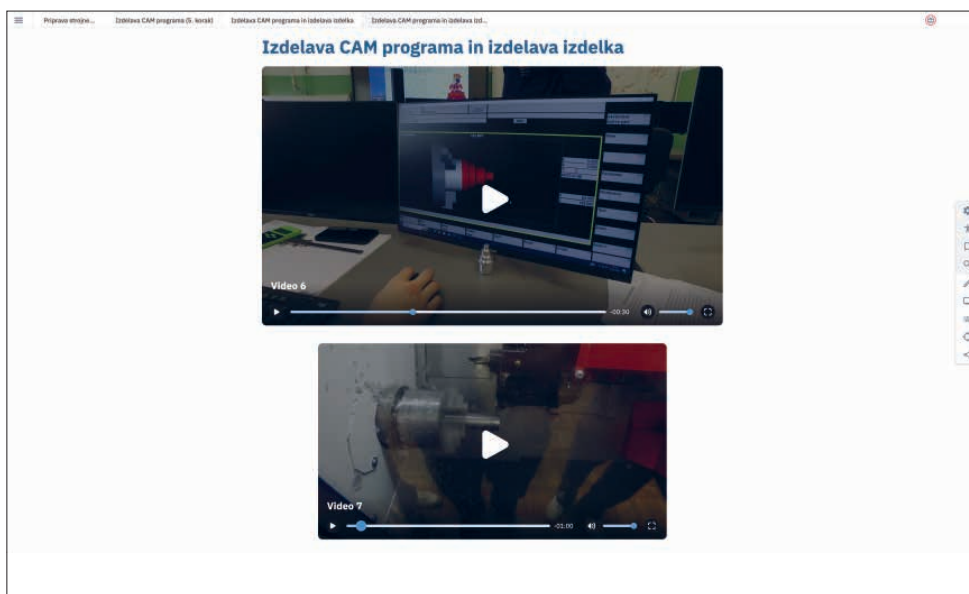 Priprava strojne... Izdelava CAM programa (5. korak) Izdelava CAM programa in izdelava izdelka Izdelava CAM programa in izdelava izd...
Izdelava CAM programa in izdelava izdelka
Video 6
-00:30
Video 7
-01:00